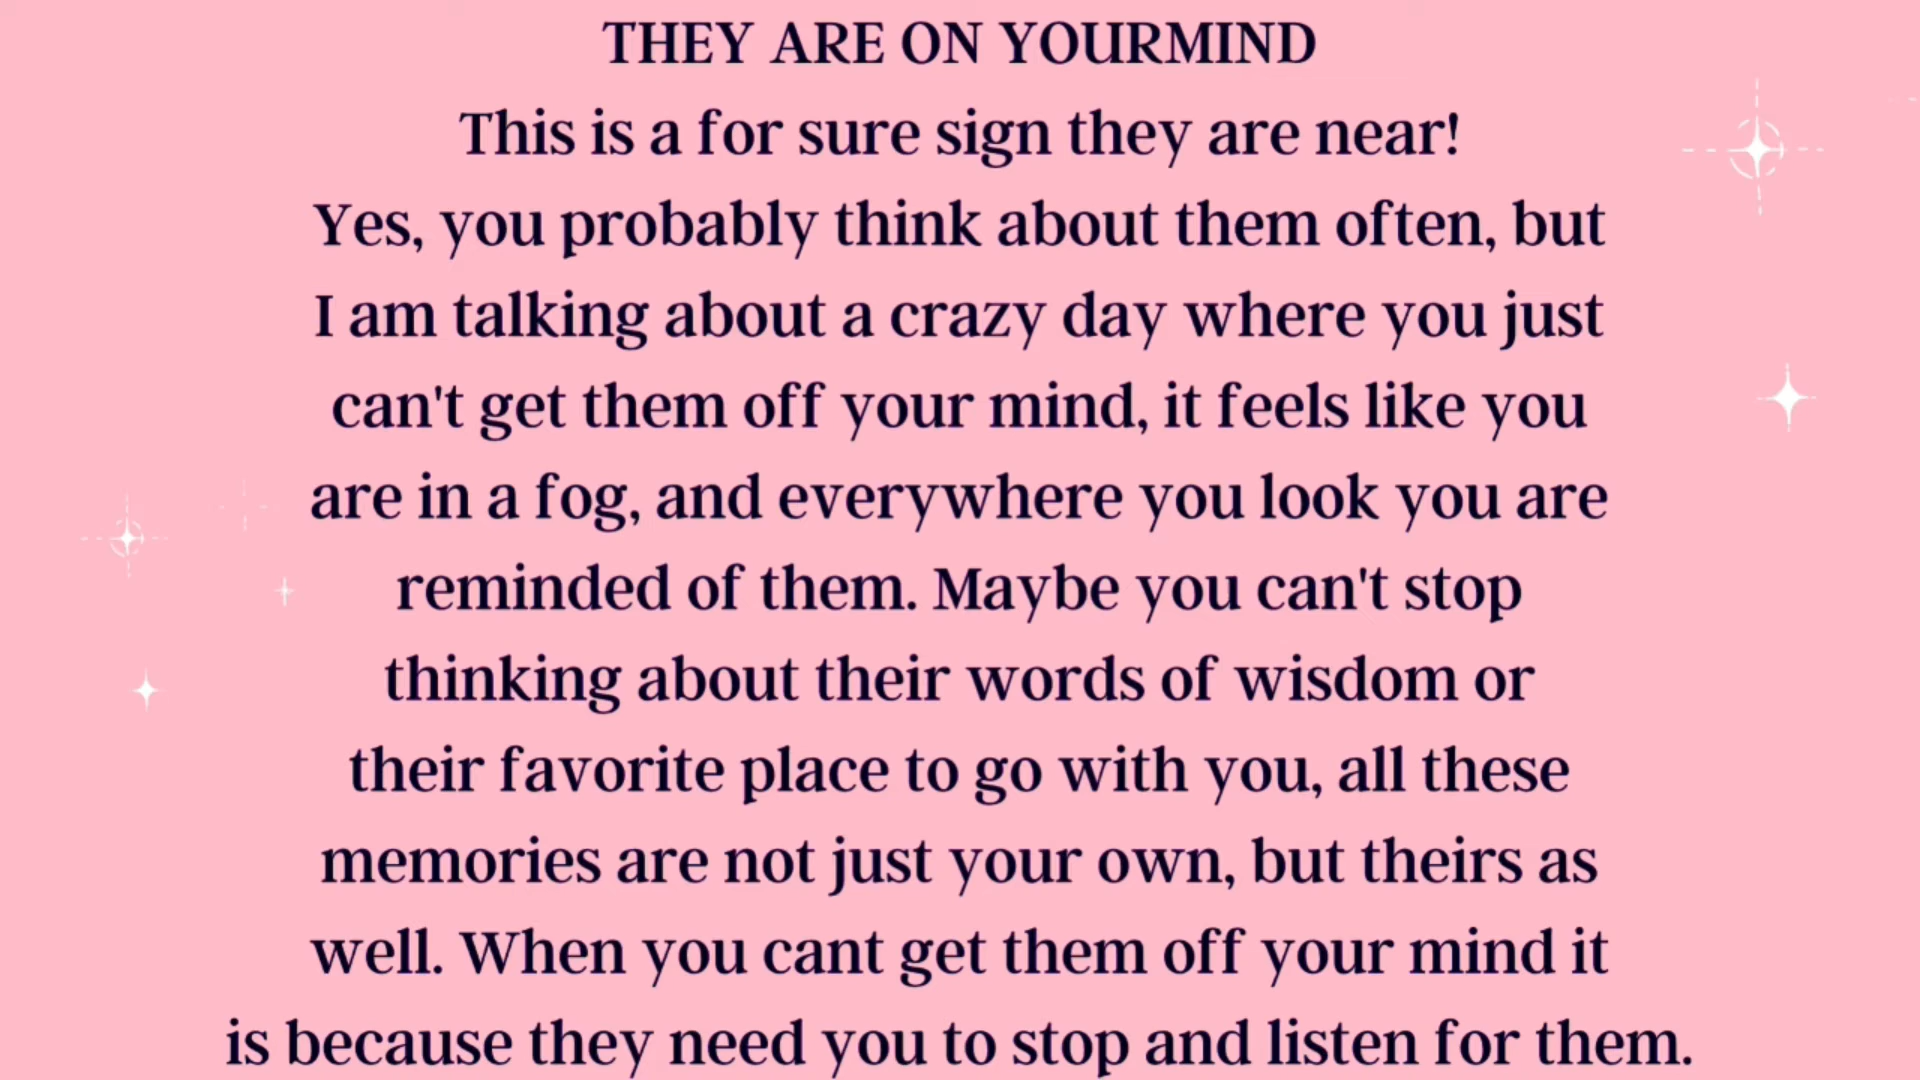 THEY ARE ON YOURMIND
This is a for sure sign they are near!
Yes, you probably think about them often, but
I am talking about a crazy day where you just
can't get them off your mind, it feels like you
are in a fog, and everywhere you look you are
reminded of them. Maybe you can't stop
thinking about their words of wisdom or
their favorite place to go with you, all these
memories are not just your own, but theirs as
well. When you cant get them off your mind it
is because they need you to stop and listen for them.